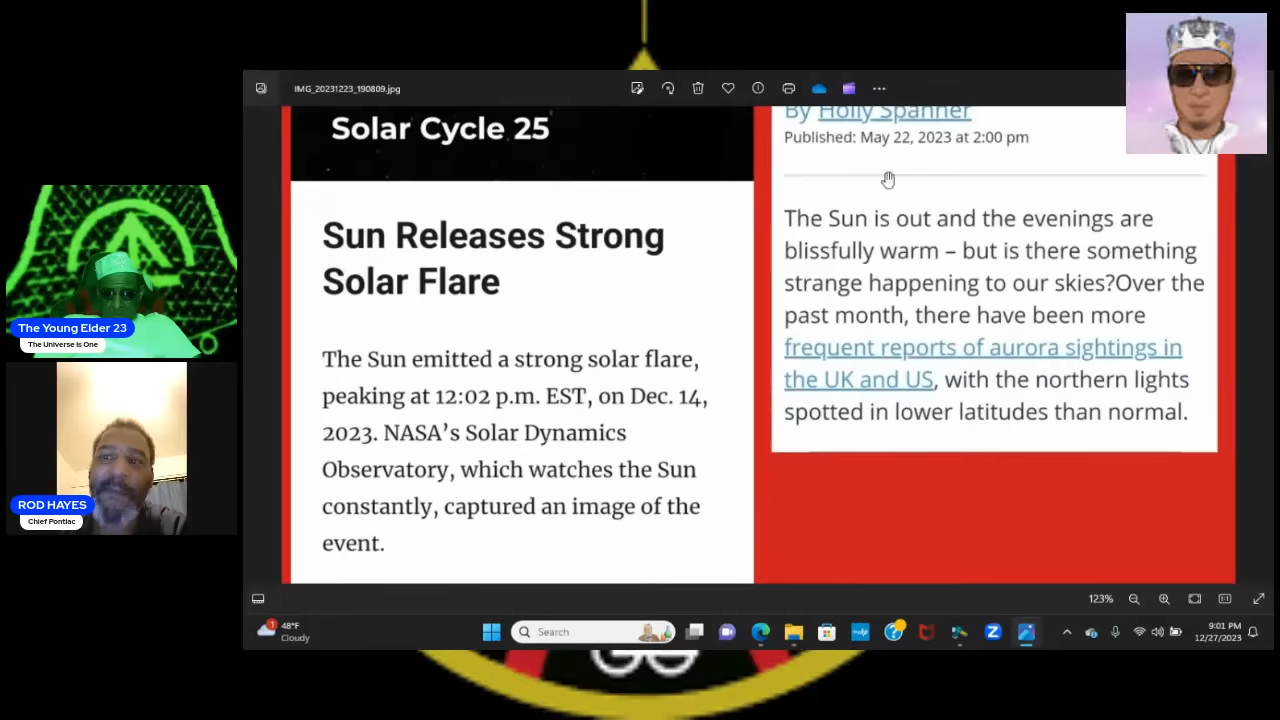 IMG_20231223_190809.jpg
Solar Cycle 25
Sun Releases Strong
Solar Flare
The Sun emitted a strong solar flare,
peaking at 12:02 p.m. EST, on Dec. 14,
2023. NASA’s Solar Dynamics
Observatory, which watches the Sun
constantly, captured an image of the
event.
By Holly Spanner
Published: May 22, 2023 at 2:00 pm
The Sun is out and the evenings are
blissfully warm – but is there something
strange happening to our skies?Over the
past month, there have been more
frequent reports of aurora sightings in
the UK and US, with the northern lights
spotted in lower latitudes than normal.
The Young Elder 23
The Universe is One
ROD HAYES
Chief Pontiac
123%
1
48°F
Cloudy
Search
9:01 PM
12/27/2023